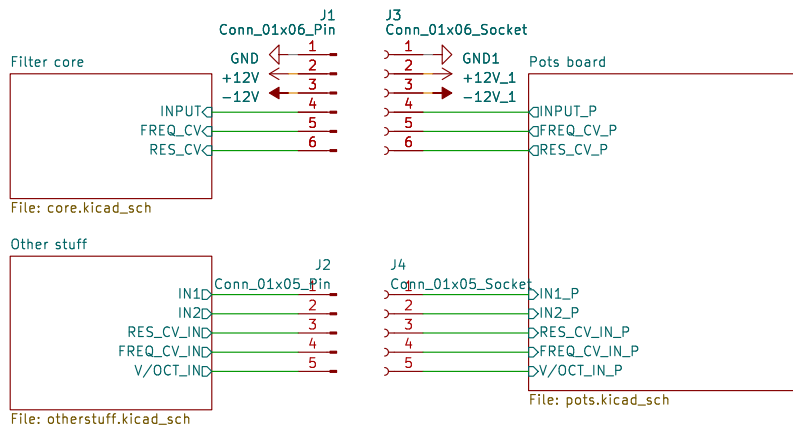 J1
Conn_01x06_Pin
J3
Conn_01x06_Socket
Filter core
GND
+12V
-12V
1
2
3
4
5
6
INPUT
FREQ_CV
RES_CV
File: core.kicad_sch
1
2
3
4
5
6
GND1
+12V_1
-12V_1
Pots board
INPUT_P
FREQ_CV_P
RES_CV_P
Other stuff
J2
Conn_01x05_Pin
J4
Conn_01x05_Socket
IN1
IN2
RES_CV_IN
FREQ_CV_IN
V/OCT_IN
1
2
3
4
5
1
2
3
4
5
IN1_P
IN2_P
RES_CV_IN_P
FREQ_CV_IN_P
V/OCT_IN_P
File: otherstuff.kicad_sch
File: pots.kicad_sch